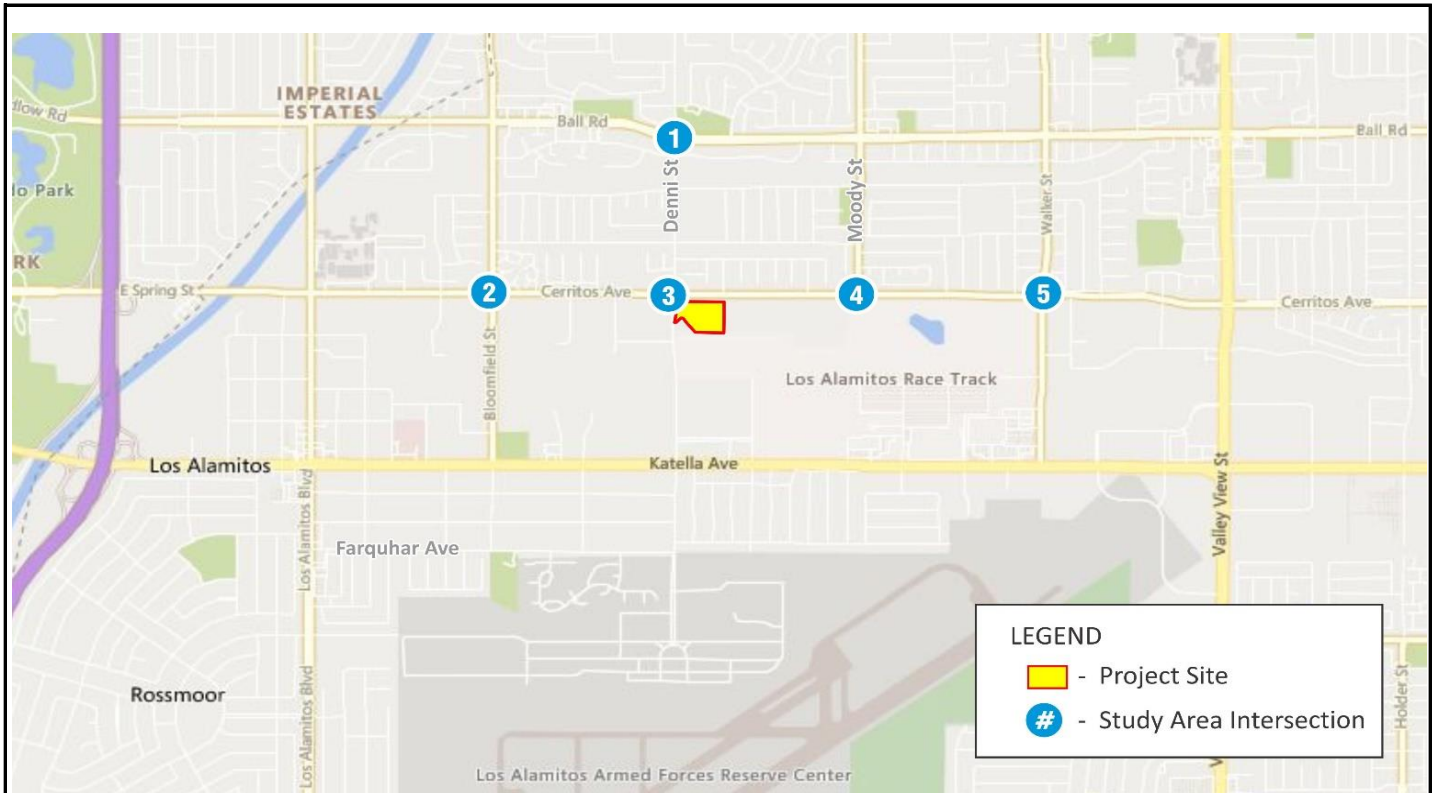 IMPERIAL
ESTATES
Ball Rd
1
Ball Rd
Denni St
Moody St
Walker St
Park
RK
E Spring St
2
Cerritos Ave
3
4
5
Cerritos Ave
Bloomfield St
Los Alamitos Race Track
Los Alamitos
Katella Ave
Los Alamitos Blvd
Valley View St
Farquhar Ave
LEGEND
- Project Site
# - Study Area Intersection
Rossmoor
Los Alamitos Blvd
Holder St
Los Alamitos Armed Forces Reserve Center